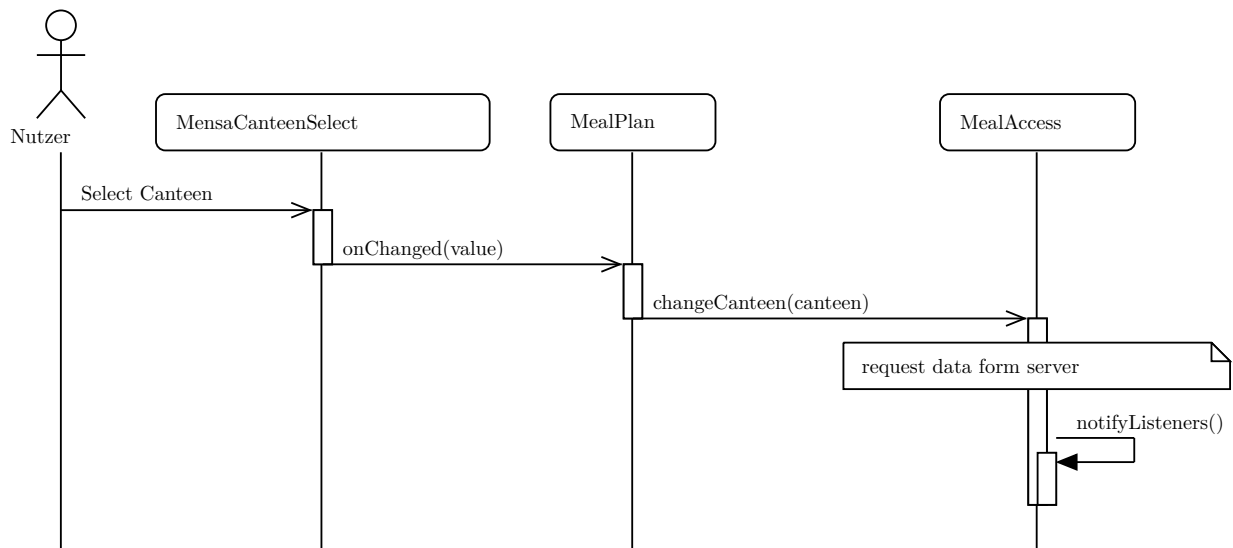 Nutzer
MensaCanteenSelect
MealPlan
MealAccess
Select Canteen
onChanged(value)
changeCanteen(canteen)
request data form server
notifyListeners()